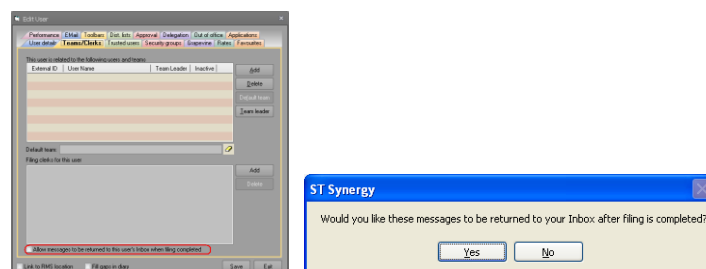 Edit User
Performance EMail Toolbars Dist. lists Approval Delegation Out of office Applications
User details Teams/Clerks Trusted users Security groups Grapevine Rates Favourites
This user is related to the following users and teams
External ID User Name Team Leader Inactive
Add
Delete
Default team
Team leader
Default team
Filing clerks for this user
Add
Delete
Allow messages to be returned to this user's Inbox when filing completed
Link to RMS location Fill gaps in diary Save Exit
ST Synergy
Would you like these messages to be returned to your Inbox after filing is completed?
Yes No